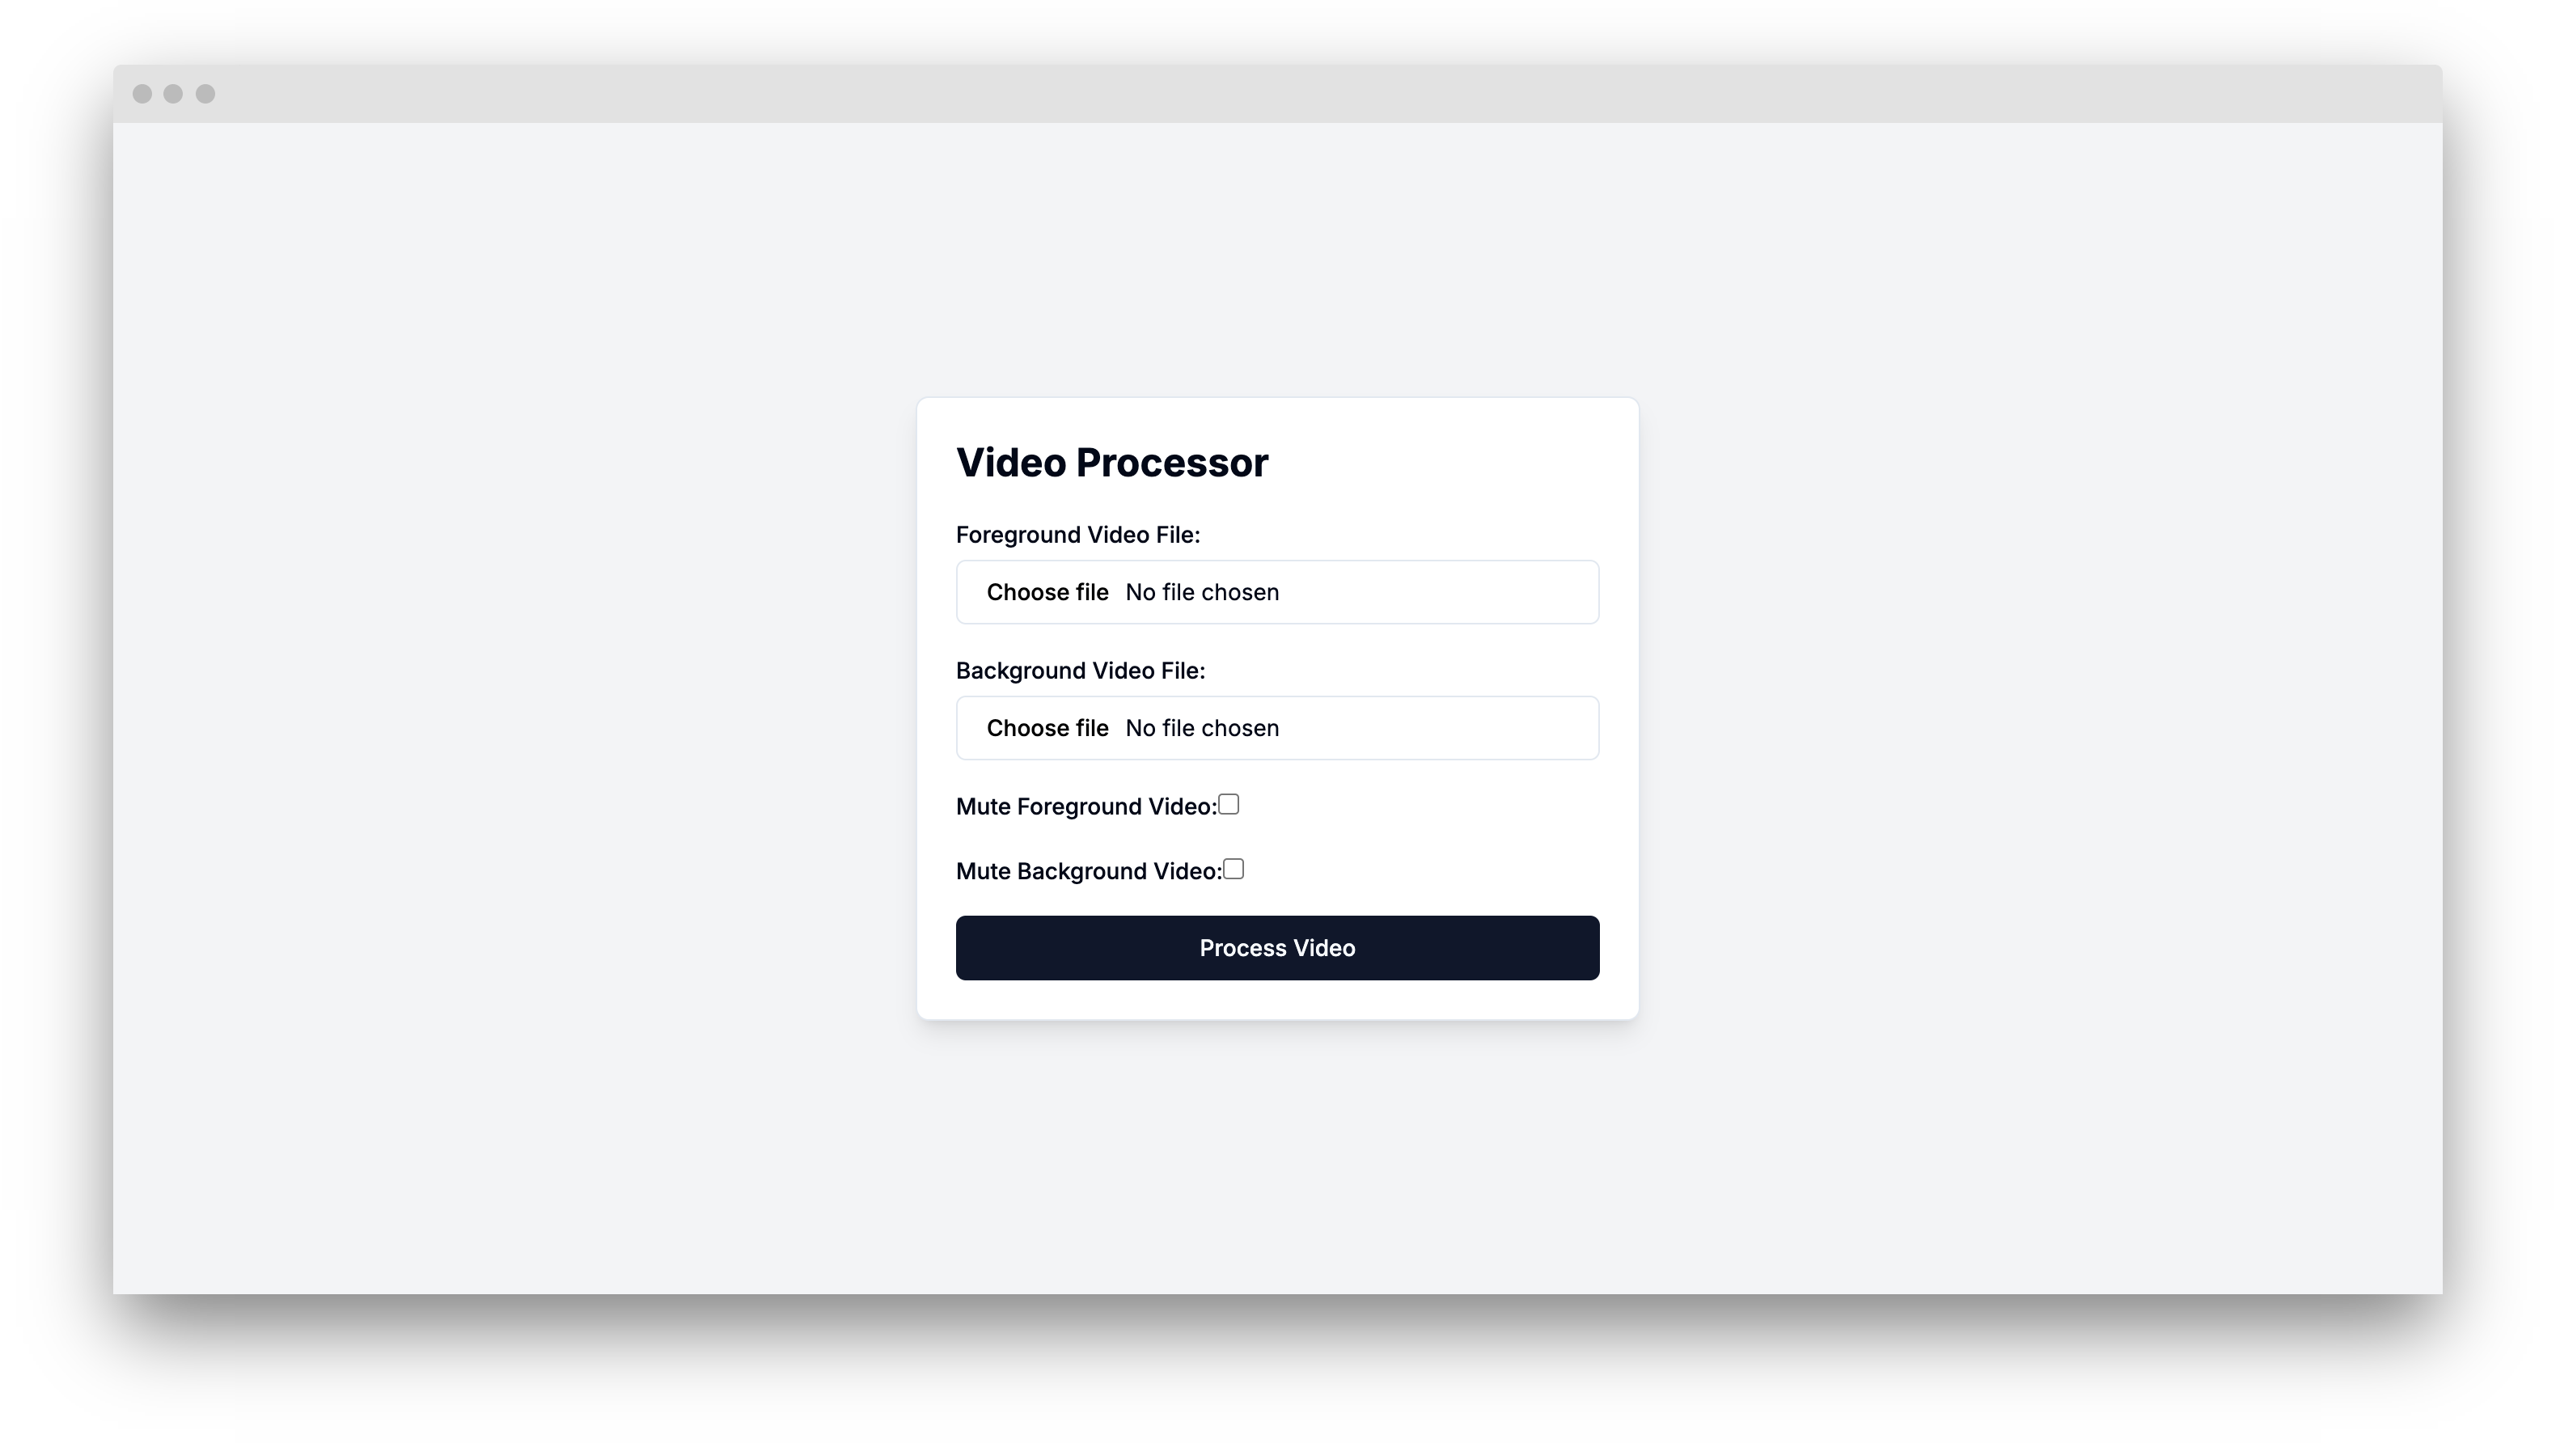 Video Processor
Foreground Video File:
Choose file No file chosen
Background Video File:
Choose file No file chosen
Mute Foreground Video:
Mute Background Video:
Process Video